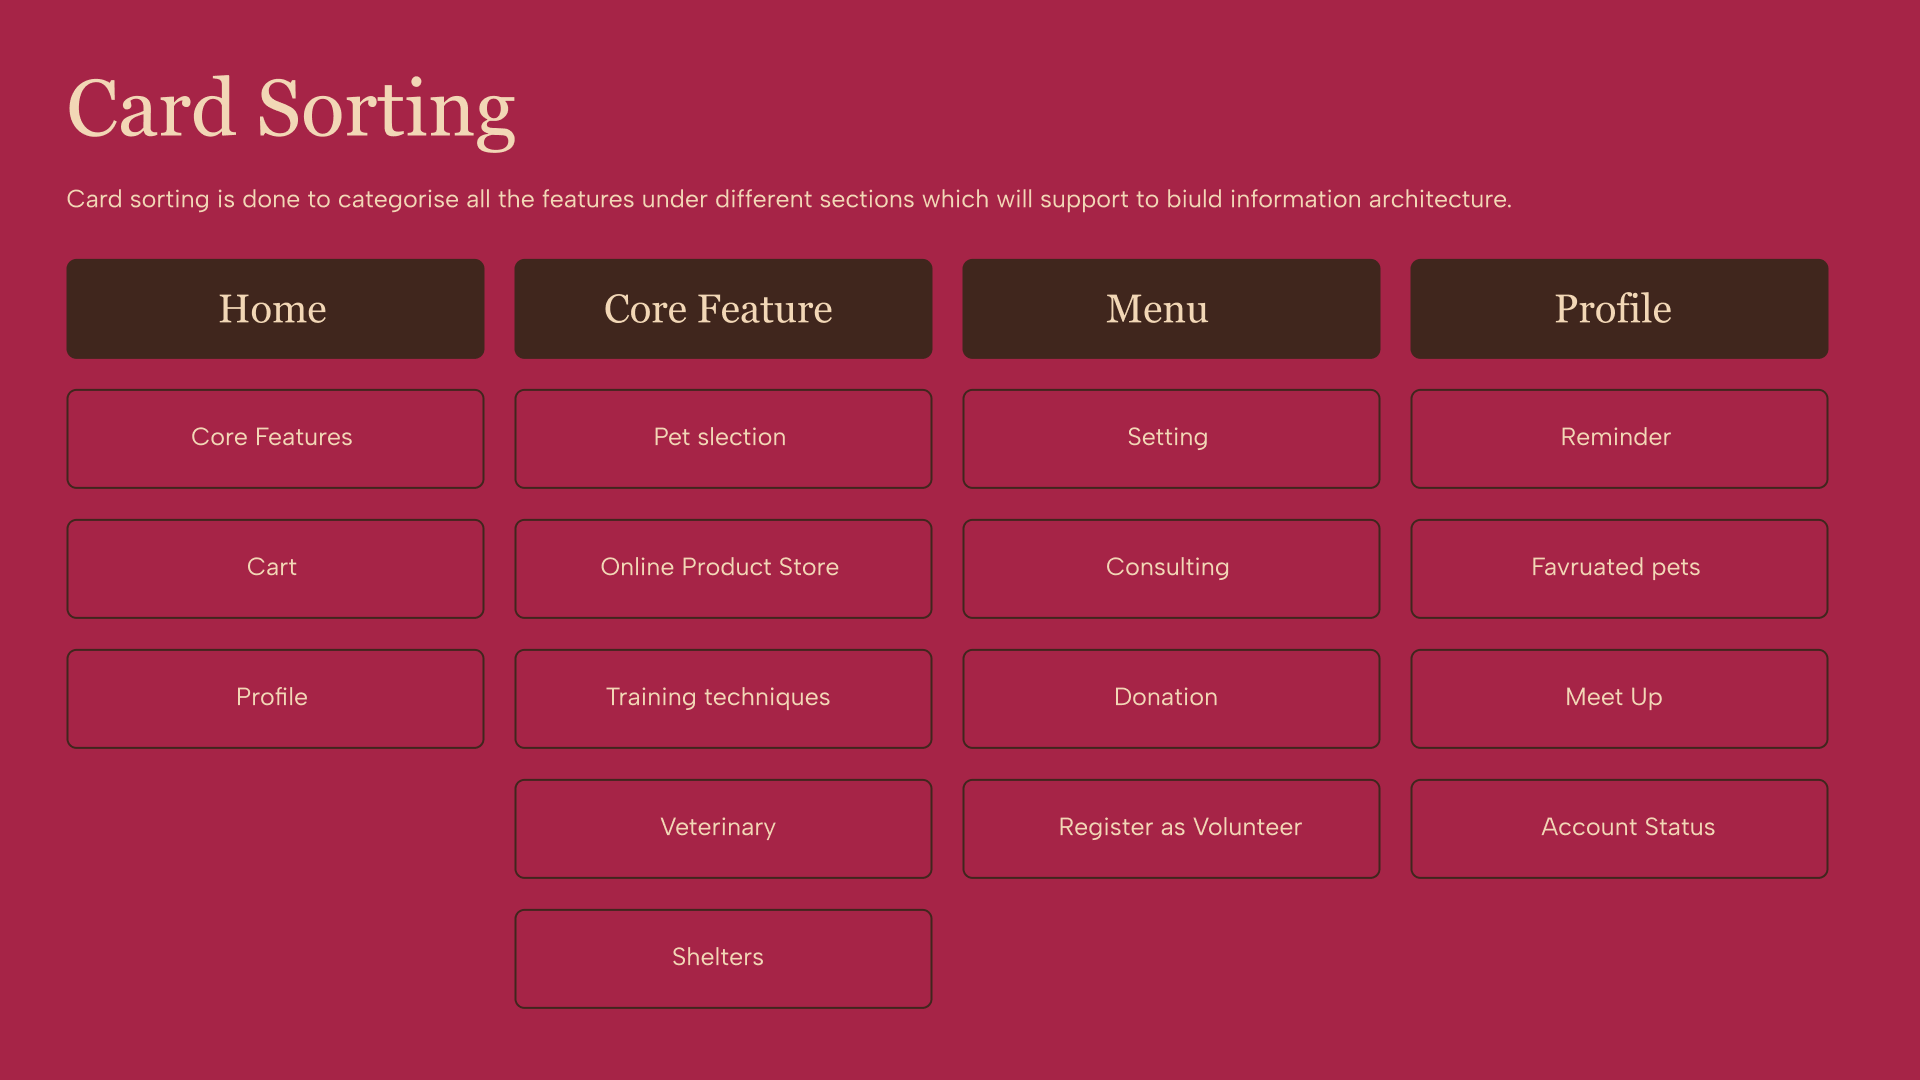 Card Sorting
Card sorting is done to categorise all the features under different sections which will support to biuld information architecture.
Home
Core Feature
Menu
Profile
Core Features
Pet slection
Setting
Reminder
Cart
Online Product Store
Consulting
Favruated pets
Profile
Training techniques
Donation
Meet Up
Veterinary
Register as Volunteer
Account Status
Shelters